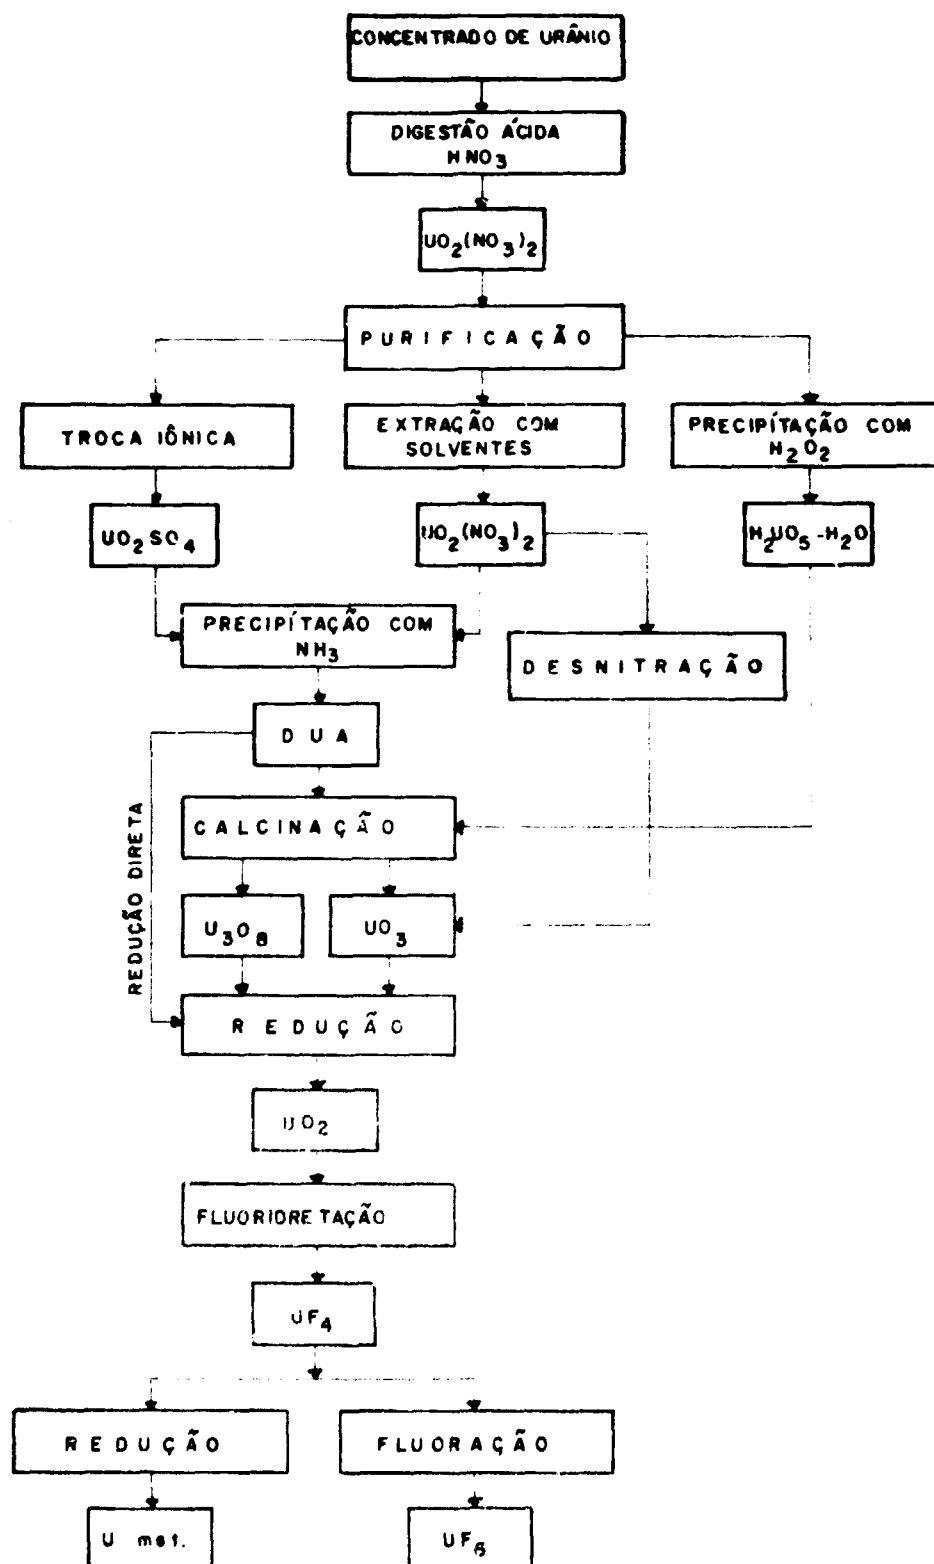 CONCENTRADO DE URÂNIO
DIGESTÃO ÁCIDA
HNO3
UO2(NO3)2
PURIFICAÇÃO
TROCA IÔNICA
EXTRAÇÃO COM
SOLVENTES
PRECIPÍTAÇÃO COM
H2O2
UO2SO4
UO2(NO3)2
H2UO5-H2O
PRECIPÍTAÇÃO COM
NH3
DESNITRAÇÃO
DUA
REDUÇÃO DIRETA
CALCINAÇÃO
U3O8
UO3
REDUÇÃO
UO2
FLUORIDRETAÇÃO
UF4
REDUÇÃO
FLUORAÇÃO
U met.
UF6